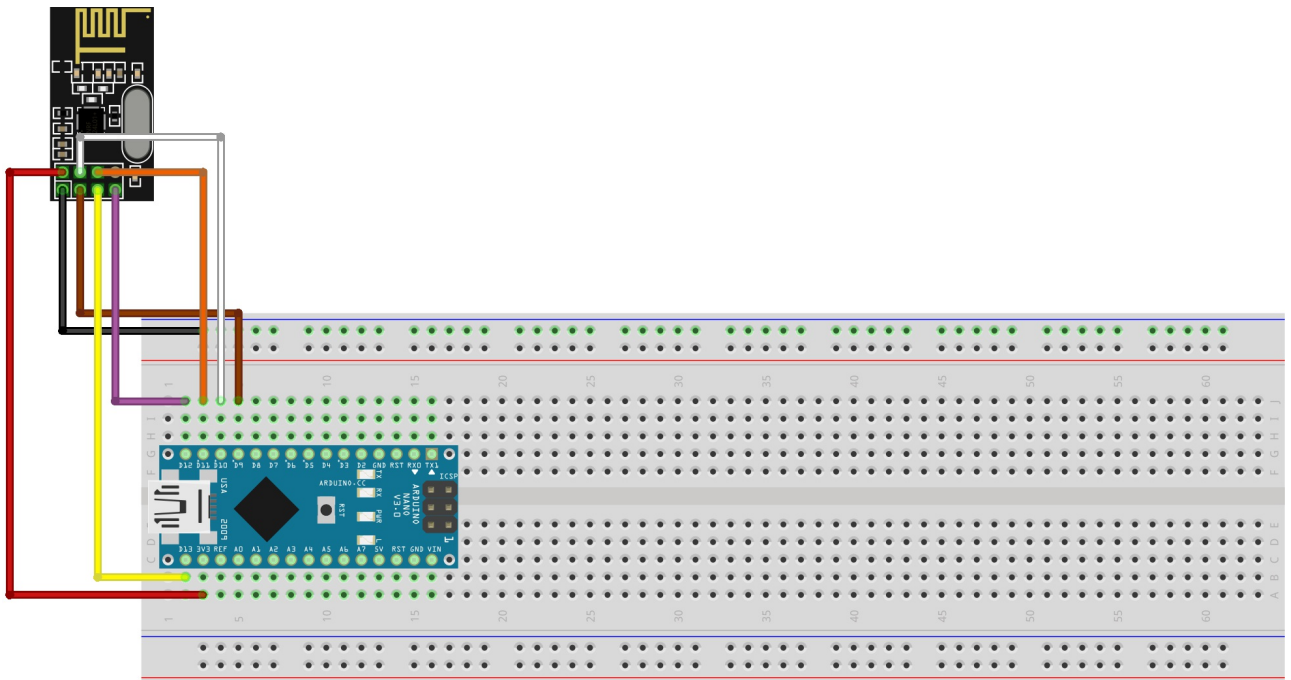 1 5 10 15 20 25 30 35 40 45 50 55 60
J
I I
H H
G G
F F
D12 D11 D10 D9 D8 D7 D6 D5 D4 D3 D2 GND RST RX0 TX1
ARDUINO.CC
TX
RX
PWR
L
RST
ARDUINO
NANO
V3.0
ICSP
1
USA
2009
E
D D
C C
B
A
D13 3V3 REF A0 A1 A2 A3 A4 A5 A6 A7 5V RST GND VIN
1 5 10 15 20 25 30 35 40 45 50 55 60